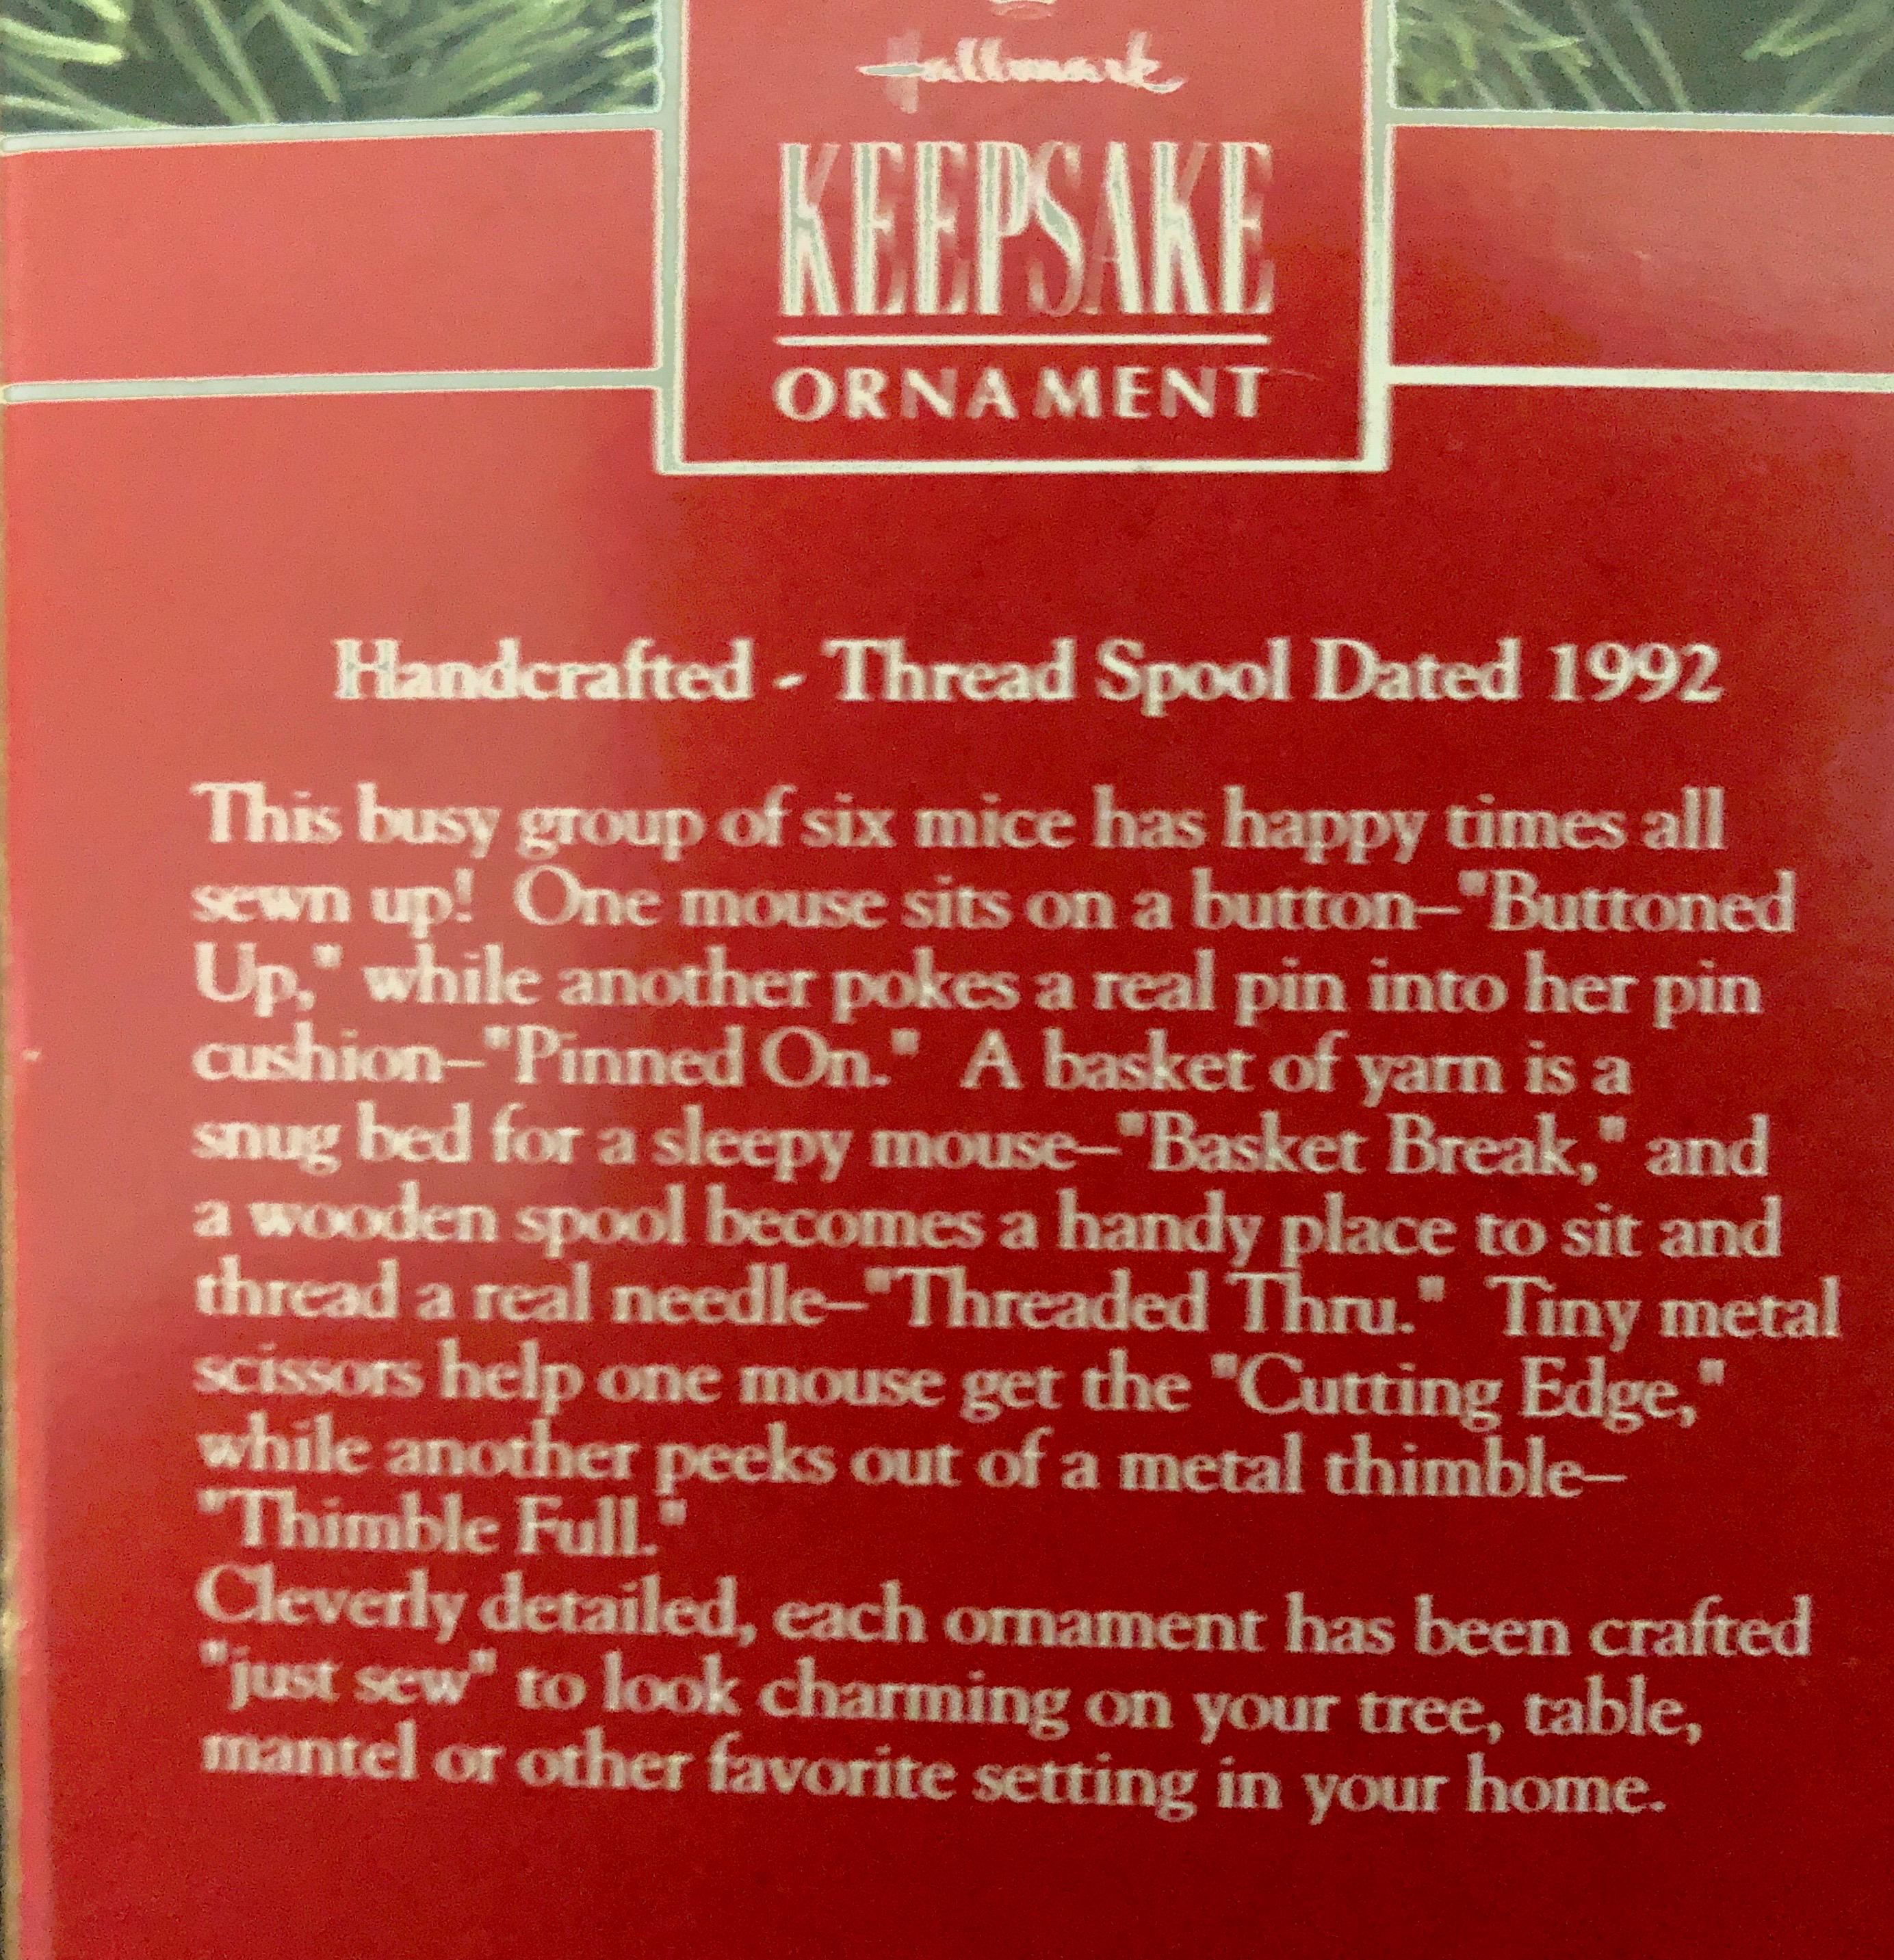 Hallmark
KEEPSAKE
ORNAMENT
Handcrafted - Thread Spool Dated 1992
This busy group of six mice has happy times all
sewn up!  One mouse sits on a button–"Buttoned
Up," while another pokes a real pin into her pin
cushion–"Pinned On."  A basket of yarn is a
snug bed for a sleepy mouse–"Basket Break," and
a wooden spool becomes a handy place to sit and
thread a real needle–"Threaded Thru."  Tiny metal
scissors help one mouse get the "Cutting Edge,"
while another peeks out of a metal thimble–
"Thimble Full."
Cleverly detailed, each ornament has been crafted
"just sew" to look charming on your tree, table,
mantel or other favorite setting in your home.